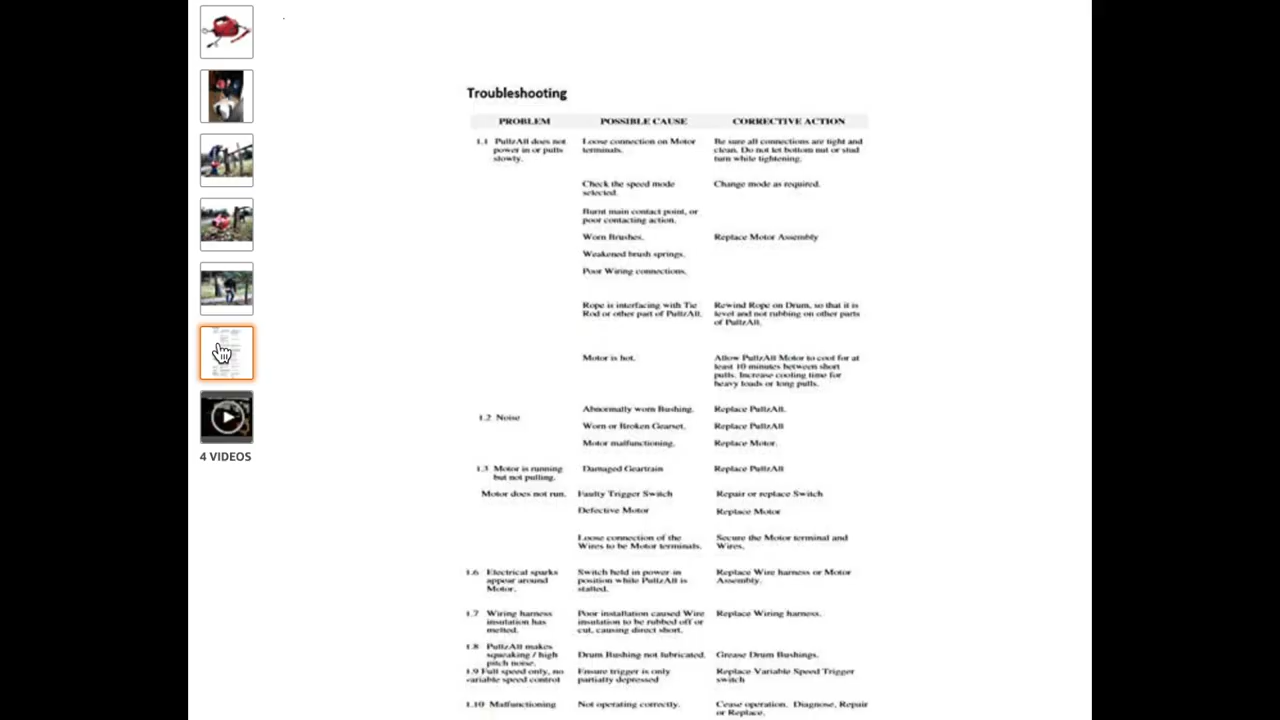 Troubleshooting
PROBLEM POSSIBLE CAUSE CORRECTIVE ACTION
1.1 PullzAll does not Loose connection on Motor Be sure all connections are tight and
power in or pulls terminals. clean. Do not let bottom nut or stud
slowly. turn while tightening.
Check the speed mode Change mode as required.
selected.
Burnt main contact point, or
poor contacting action.
Worn Brushes. Replace Motor Assembly
Weakened brush springs.
Poor Wiring connections.
Rope is interfacing with Tie Rewind Rope on Drum, so that it is
Rod or other part of PullzAll. level and not rubbing on other parts
of PullzAll.
Motor is hot. Allow PullzAll Motor to cool for at
least 10 minutes between short
pulls. Increase cooling time for
heavy loads or long pulls.
Abnormally worn Bushing. Replace PullzAll.
1.2 Noise
Worn or Broken Gearset. Replace PullzAll
Motor malfunctioning. Replace Motor.
1.3 Motor is running Damaged Geartrain Replace PullzAll
but not pulling.
Motor does not run. Faulty Trigger Switch Repair or replace Switch
Defective Motor Replace Motor
Loose connection of the Secure the Motor terminal and
Wires to be Motor terminals. Wires.
1.6 Electrical sparks Switch held in power in Replace Wire harness or Motor
appear around position while PullzAll is Assembly.
Motor. stalled.
1.7 Wiring harness Poor installation caused Wire Replace Wiring harness.
insulation has insulation to be rubbed off or
melted. cut, causing direct short.
1.8 PullzAll makes
squeaking / high Drum Bushing not lubricated. Grease Drum Bushings.
pitch noise.
1.9 Full speed only, no Ensure trigger is only Replace Variable Speed Trigger
variable speed control partially depressed switch
1.10 Malfunctioning Not operating correctly. Cease operation. Diagnose, Repair
or Replace.
4 VIDEOS